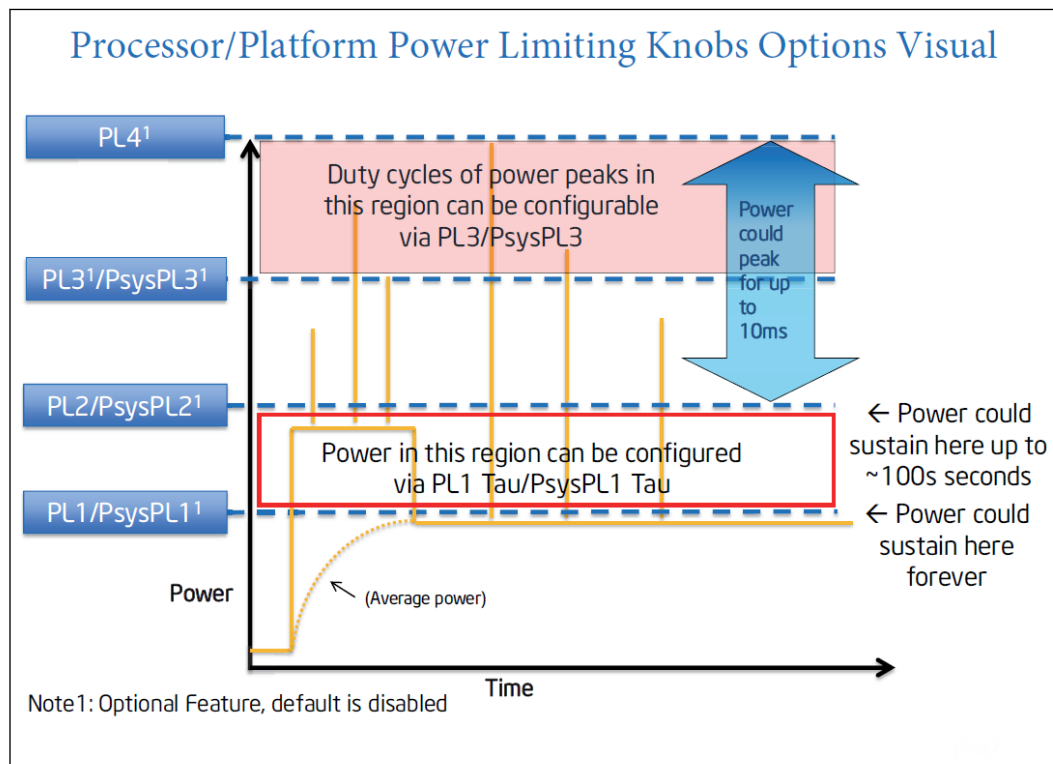 Processor/Platform Power Limiting Knobs Options Visual
PL4¹
Duty cycles of power peaks in
this region can be configurable
via PL3/PsysPL3
Power
could
peak
for up
to
10ms
PL3¹/PsysPL3¹
PL2/PsysPL2¹
← Power could
sustain here up to
~100s seconds
Power in this region can be configured
via PL1 Tau/PsysPL1 Tau
PL1/PsysPL1¹
← Power could
sustain here
forever
Power
(Average power)
Time
Note1: Optional Feature, default is disabled